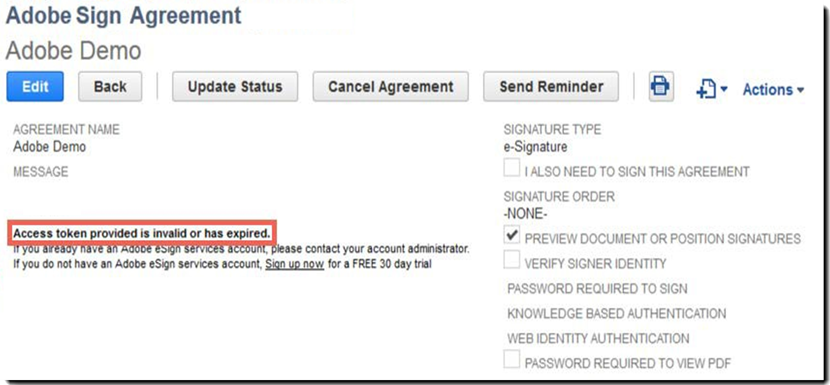 Adobe Sign Agreement
Adobe Demo
Edit Back Update Status Cancel Agreement Send Reminder Actions
AGREEMENT NAME
Adobe Demo
MESSAGE
Access token provided is invalid or has expired.
If you already have an Adobe eSign services account, please contact your account administrator.
If you do not have an Adobe eSign services account, Sign up now for a FREE 30 day trial
SIGNATURE TYPE
e-Signature
I ALSO NEED TO SIGN THIS AGREEMENT
SIGNATURE ORDER
-NONE-
PREVIEW DOCUMENT OR POSITION SIGNATURES
VERIFY SIGNER IDENTITY
PASSWORD REQUIRED TO SIGN
KNOWLEDGE BASED AUTHENTICATION
WEB IDENTITY AUTHENTICATION
PASSWORD REQUIRED TO VIEW PDF